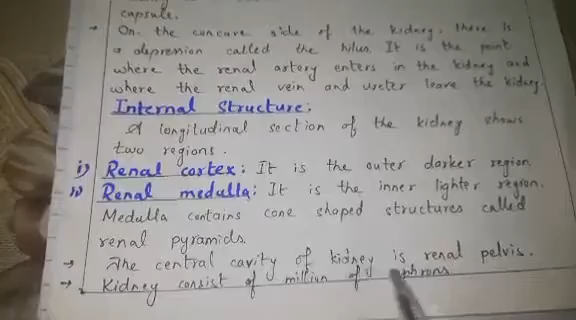 capsule.
→ On the concave side of the kidney, there is
a depression called the hilus. It is the point
where the renal artery enters in the kidney and
where the renal vein and ureter leave the kidney.
Internal Structure:
A longitudinal section of the kidney shows
two regions.
i) Renal cortex: It is the outer darker region.
ii) Renal medulla: It is the inner lighter region.
Medulla contains cone shaped structures called
renal pyramids.
→ The central cavity of kidney is renal pelvis.
→ Kidney consist of million of